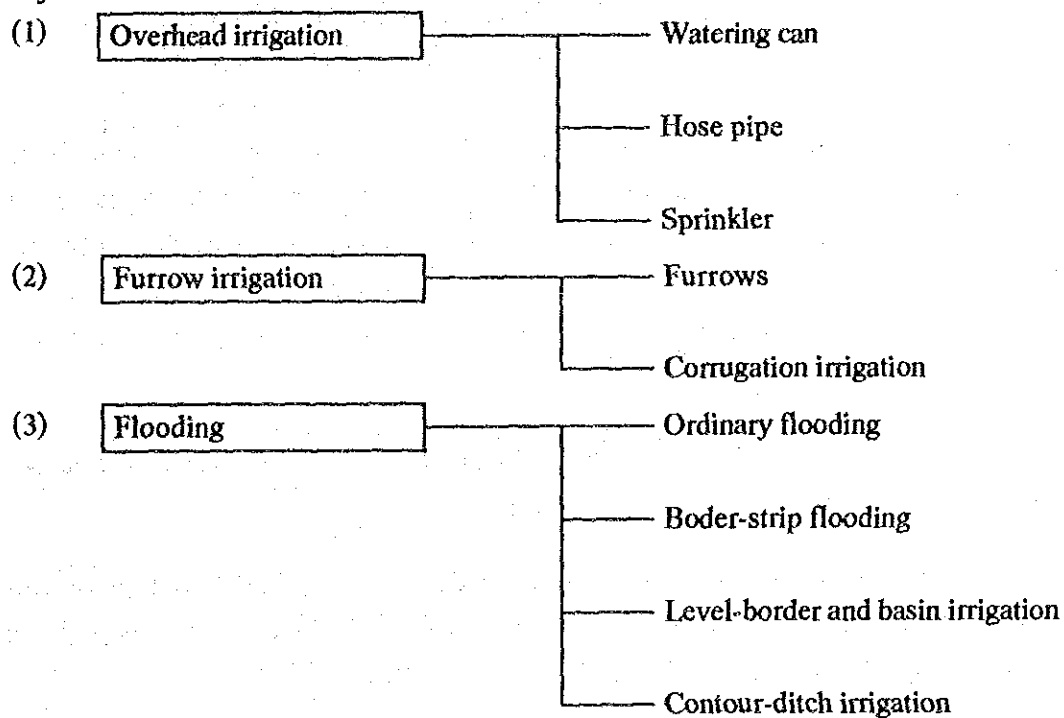 (1) Overhead irrigation Watering can
Hose pipe
Sprinkler
(2) Furrow irrigation Furrows
Corrugation irrigation
(3) Flooding Ordinary flooding
Boder-strip flooding
Level-border and basin irrigation
Contour-ditch irrigation